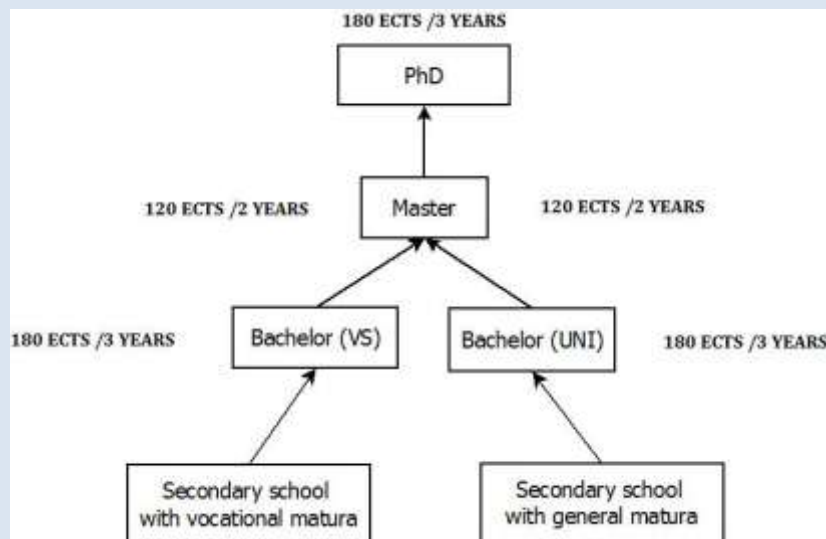 180 ECTS /3 YEARS
PhD
120 ECTS /2 YEARS
Master
120 ECTS /2 YEARS
180 ECTS /3 YEARS
Bachelor (VS)
Bachelor (UNI)
180 ECTS /3 YEARS
Secondary school
with vocational matura
Secondary school
with general matura